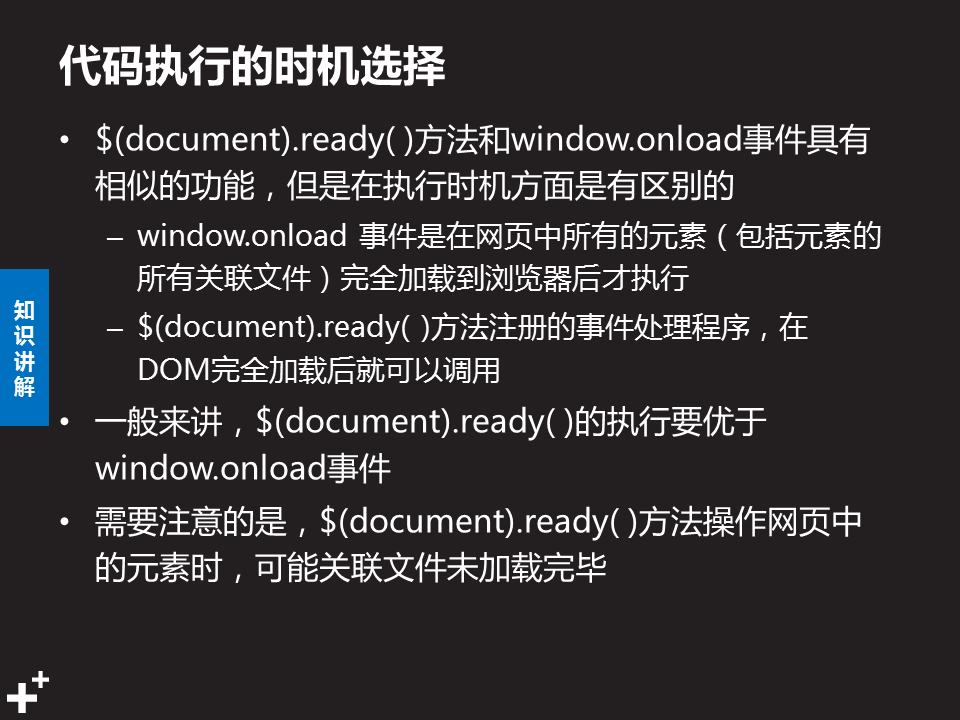 代码执行的时机选择
• $(document).ready( )方法和window.onload事件具有
相似的功能，但是在执行时机方面是有区别的
– window.onload 事件是在网页中所有的元素（包括元素的
所有关联文件）完全加载到浏览器后才执行
– $(document).ready( )方法注册的事件处理程序，在
DOM完全加载后就可以调用
• 一般来讲，$(document).ready( )的执行要优于
window.onload事件
• 需要注意的是，$(document).ready( )方法操作网页中
的元素时，可能关联文件未加载完毕
知
识
讲
解